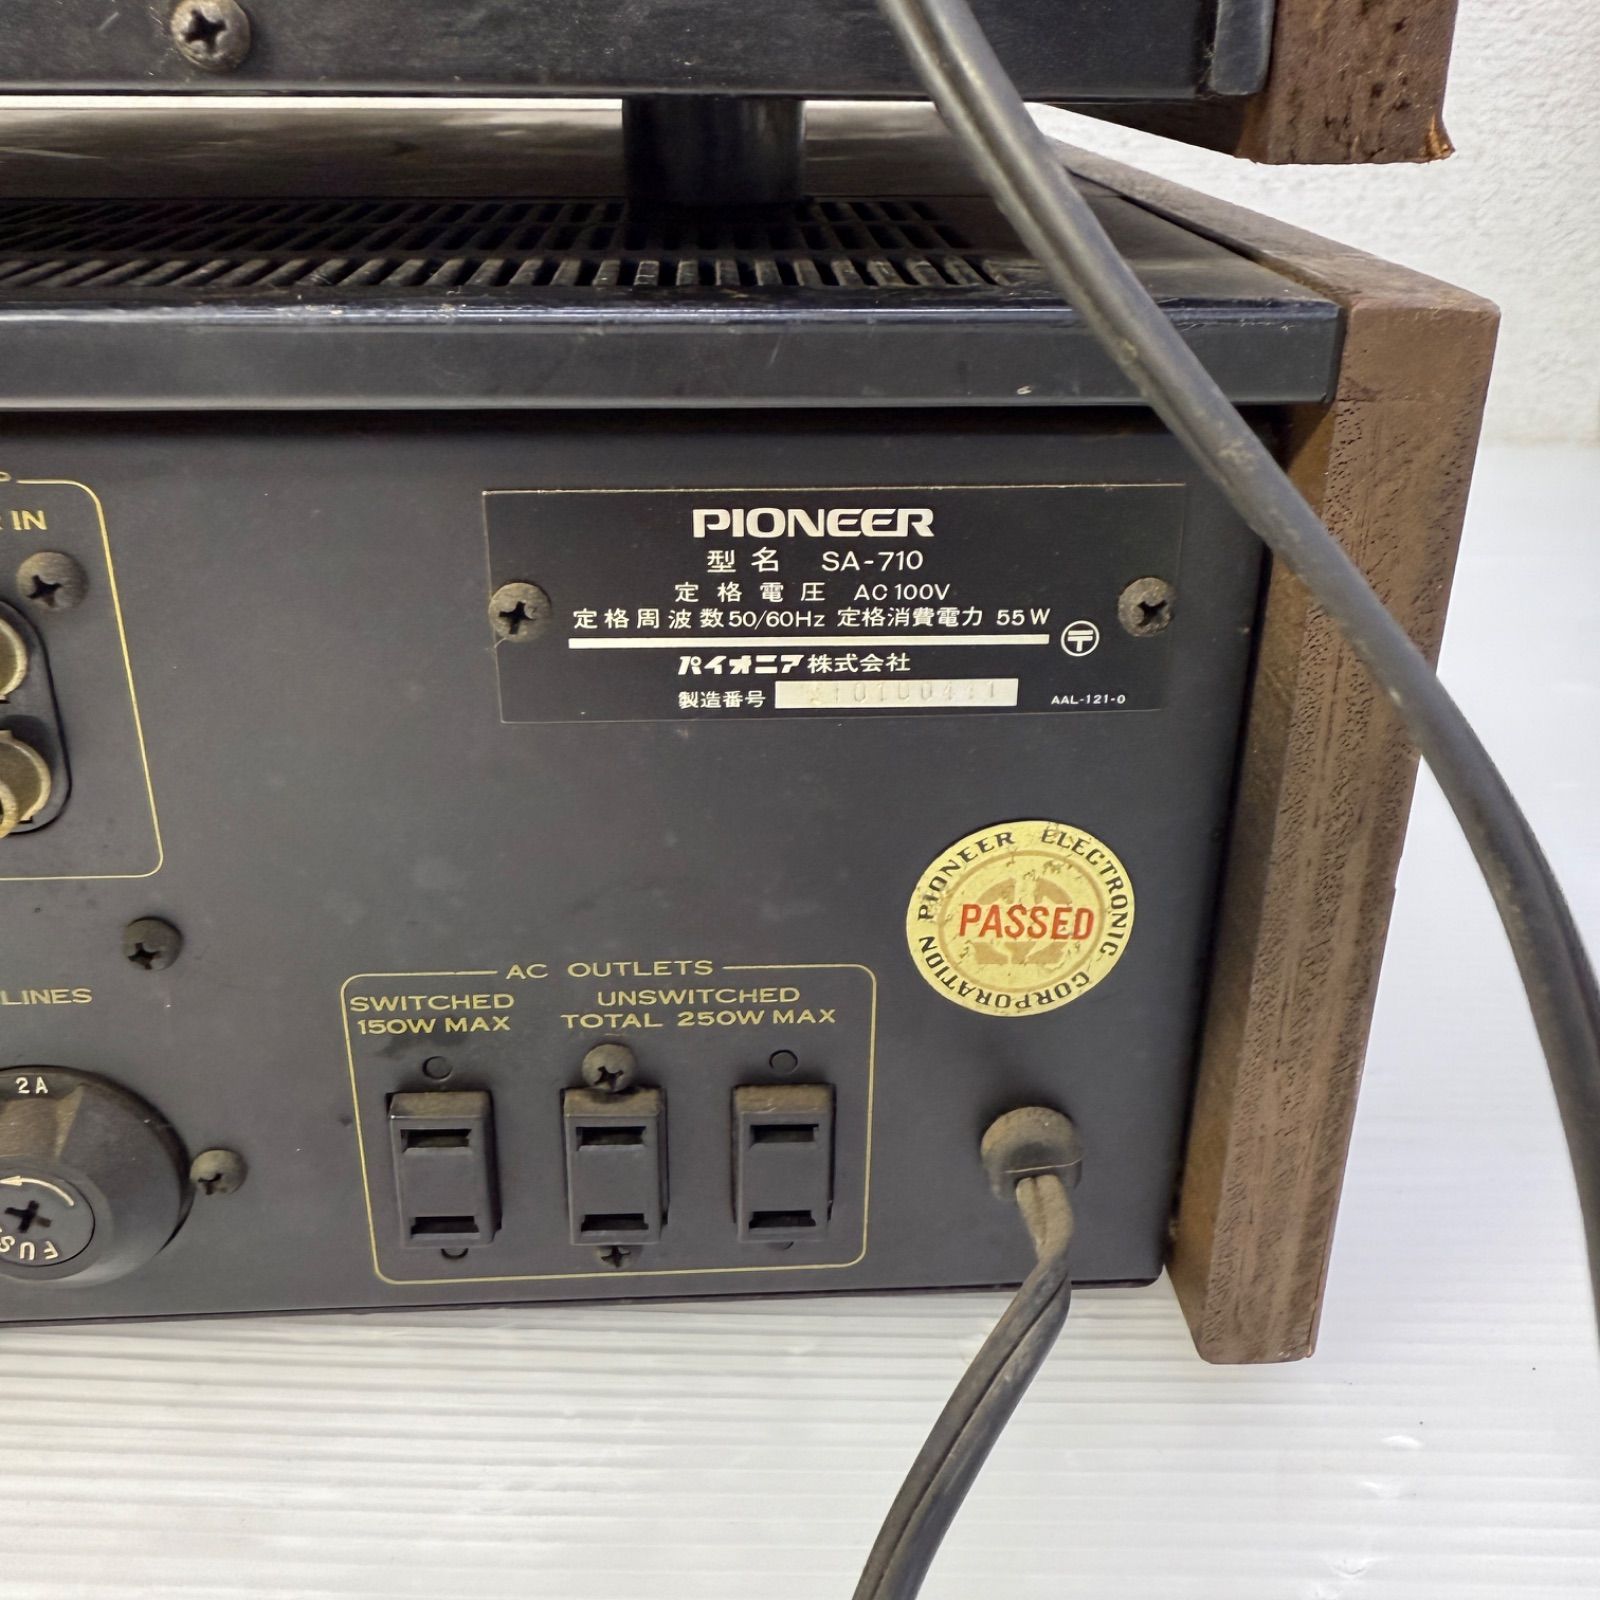 IN
PIONEER
型名 SA-710
定格電圧 AC100V
定格周波数50/60Hz 定格消費電力 55W
〒
パイオニア株式会社
製造番号
AAL-121-0
PIONEER ELECTRONIC CORPORATION
PASSED
LINES
AC OUTLETS
SWITCHED
150W MAX
UNSWITCHED
TOTAL 250W MAX
2A